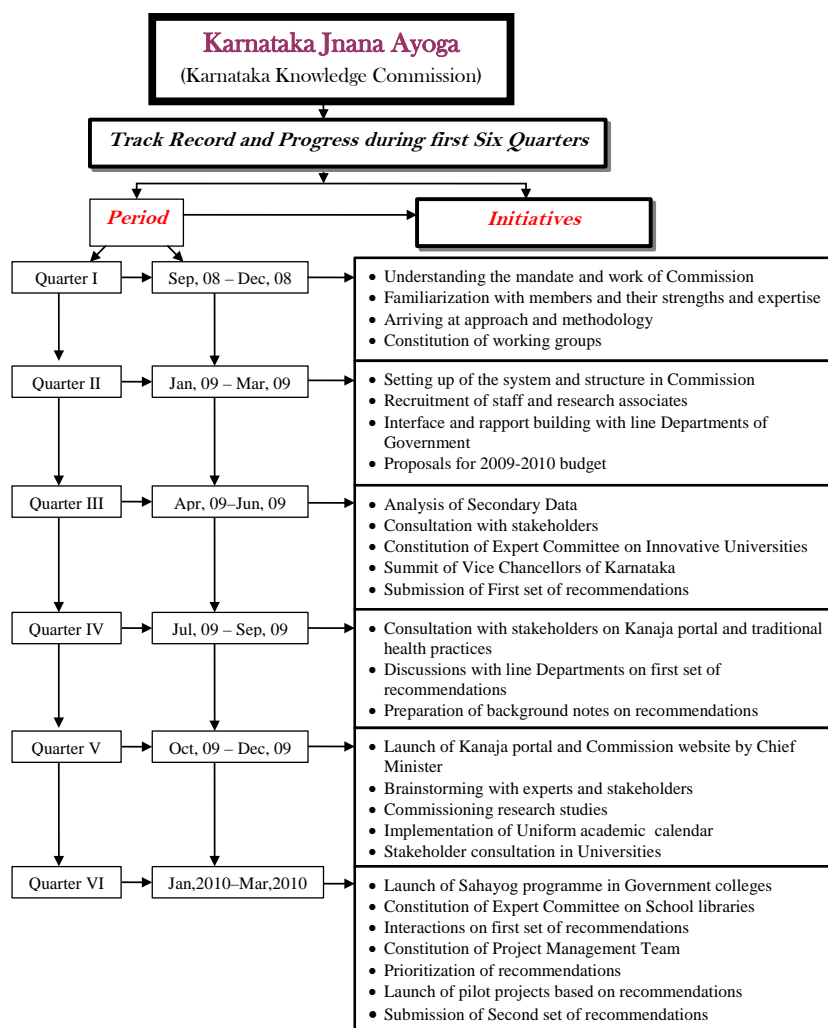 Karnataka Jnana Ayoga
(Karnataka Knowledge Commission)
Track Record and Progress during first Six Quarters
Period
Initiatives
Quarter I
Sep, 08 – Dec, 08
• Understanding the mandate and work of Commission
• Familiarization with members and their strengths and expertise
• Arriving at approach and methodology
• Constitution of working groups
Quarter II
Jan, 09 – Mar, 09
• Setting up of the system and structure in Commission
• Recruitment of staff and research associates
• Interface and rapport building with line Departments of
Government
• Proposals for 2009-2010 budget
Quarter III
Apr, 09–Jun, 09
• Analysis of Secondary Data
• Consultation with stakeholders
• Constitution of Expert Committee on Innovative Universities
• Summit of Vice Chancellors of Karnataka
• Submission of First set of recommendations
Quarter IV
Jul, 09 – Sep, 09
• Consultation with stakeholders on Kanaja portal and traditional
health practices
• Discussions with line Departments on first set of
recommendations
• Preparation of background notes on recommendations
Quarter V
Oct, 09 – Dec, 09
• Launch of Kanaja portal and Commission website by Chief
Minister
• Brainstorming with experts and stakeholders
• Commissioning research studies
• Implementation of Uniform academic calendar
• Stakeholder consultation in Universities
Quarter VI
Jan,2010–Mar,2010
• Launch of Sahayog programme in Government colleges
• Constitution of Expert Committee on School libraries
• Interactions on first set of recommendations
• Constitution of Project Management Team
• Prioritization of recommendations
• Launch of pilot projects based on recommendations
• Submission of Second set of recommendations